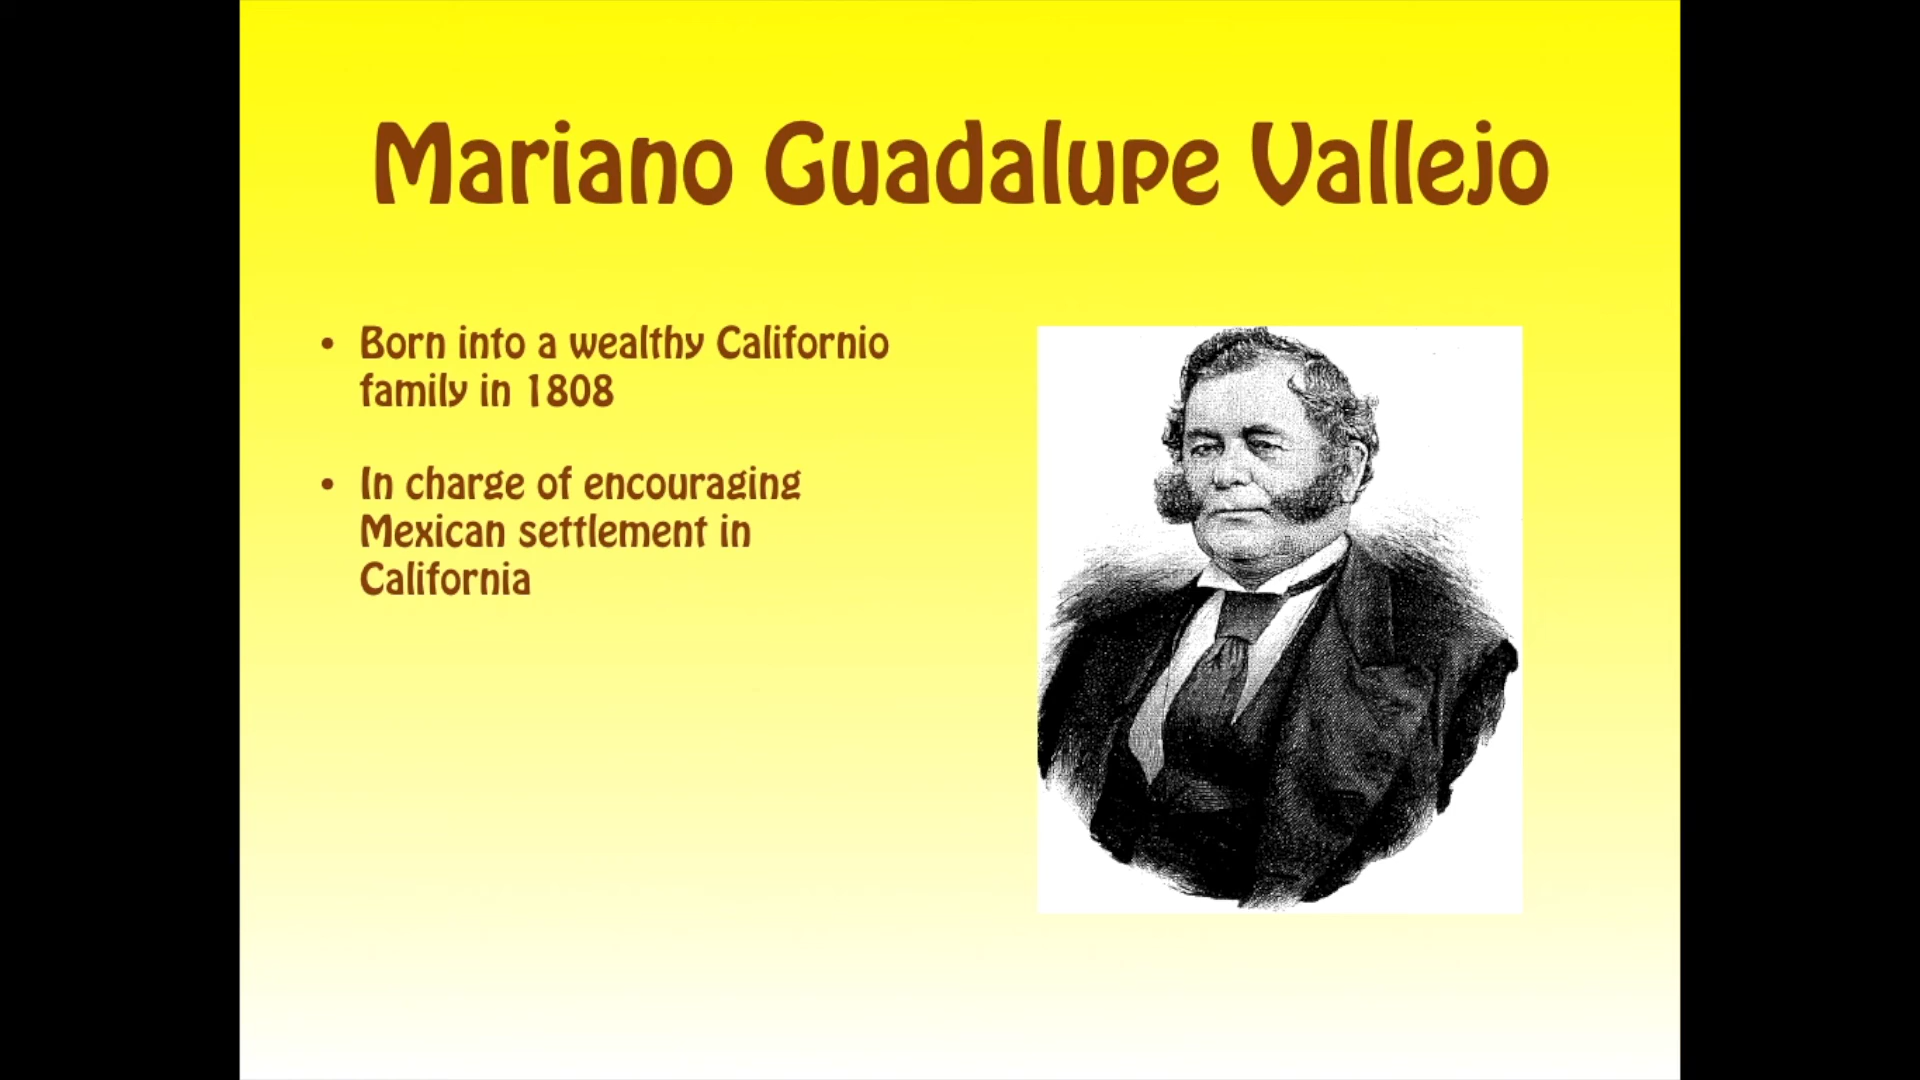 Mariano Guadalupe Vallejo
• Born into a wealthy Californio
family in 1808
• In charge of encouraging
Mexican settlement in
California